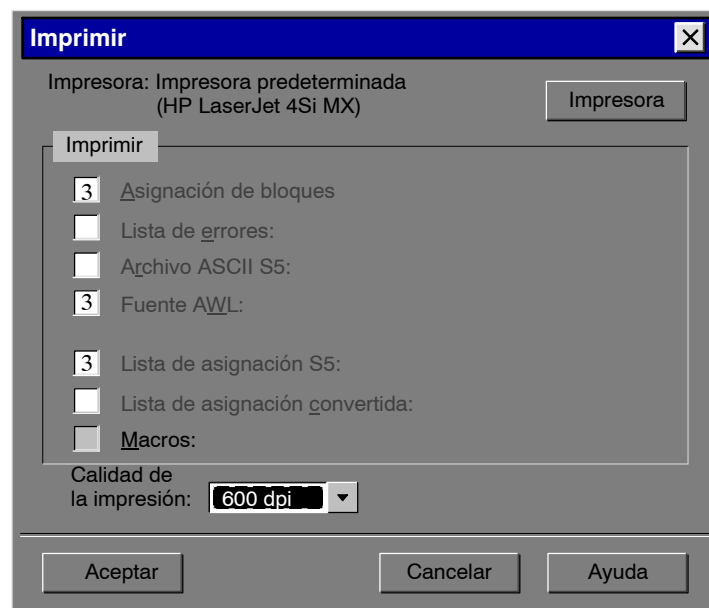 Imprimir
Impresora: Impresora predeterminada
(HP LaserJet 4Si MX)
Impresora
Imprimir
3 Asignación de bloques
Lista de errores:
Archivo ASCII S5:
3 Fuente AWL:
3 Lista de asignación S5:
Lista de asignación convertida:
Macros:
Calidad de
la impresión: 600 dpi
Aceptar Cancelar Ayuda